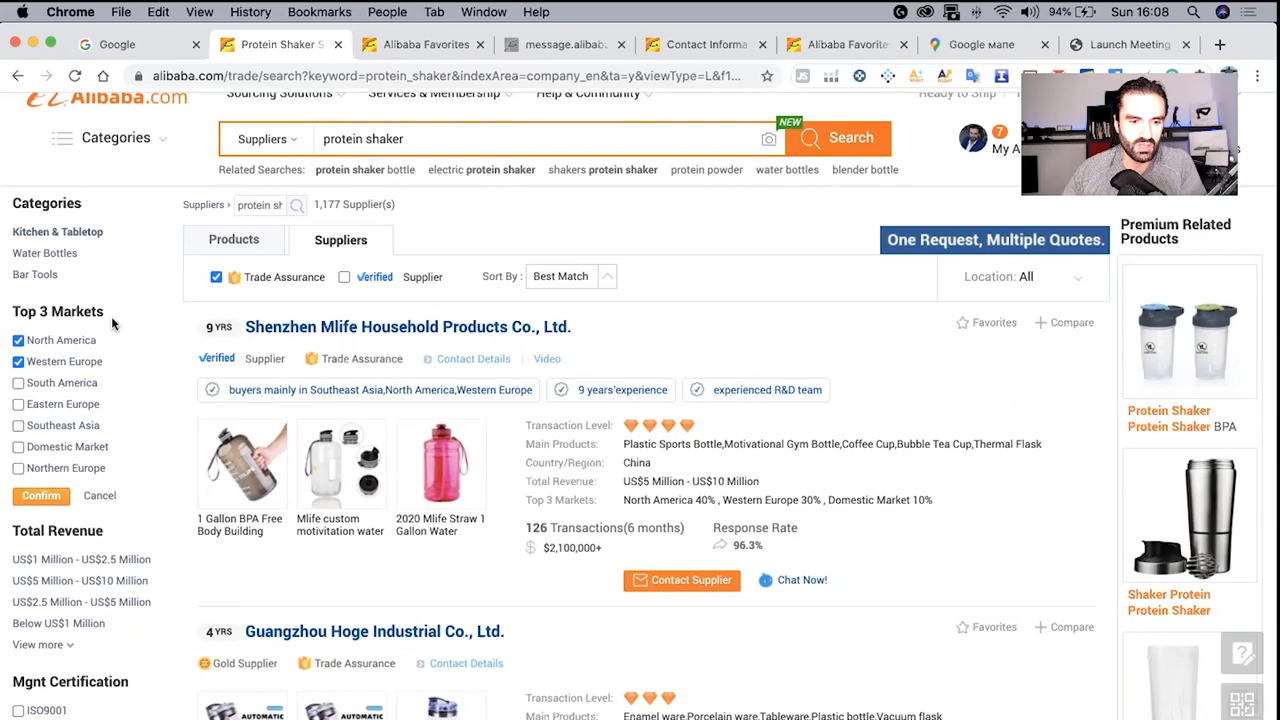 Chrome File Edit View History Bookmarks People Tab Window Help 94% Sun 16:08
Google Protein Shaker S Alibaba Favorites message.alibab Contact Informa Alibaba Favorite Google мапе Launch Meeting
alibaba.com/trade/search?keyword=protein_shaker&indexArea=company_en&ta=y&viewType=L&f1...
Alibaba.com Sourcing Solutions Services & Membership Help & Community Ready to Ship
Categories
Suppliers protein shaker NEW Search
7
My A
Related Searches: protein shaker bottle electric protein shaker shakers protein shaker protein powder water bottles blender bottle
Categories
Kitchen & Tabletop
Water Bottles
Bar Tools
Top 3 Markets
North America
Western Europe
South America
Eastern Europe
Southeast Asia
Domestic Market
Northern Europe
Confirm Cancel
Total Revenue
US$1 Million - US$2.5 Million
US$5 Million - US$10 Million
US$2.5 Million - US$5 Million
Below US$1 Million
View more
Mgnt Certification
ISO9001
Suppliers › protein sh 1,177 Supplier(s)
Products Suppliers
One Request, Multiple Quotes.
Trade Assurance Verified Supplier Sort By : Best Match Location: All
9 YRS Shenzhen Mlife Household Products Co., Ltd. Favorites Compare
Verified Supplier Trade Assurance Contact Details Video
buyers mainly in Southeast Asia,North America,Western Europe 9 years'experience experienced R&D team
1 Gallon BPA Free
Body Building
Mlife custom
motivitation water
2020 Mlife Straw 1
Gallon Water
Transaction Level:
Main Products: Plastic Sports Bottle,Motivational Gym Bottle,Coffee Cup,Bubble Tea Cup,Thermal Flask
Country/Region: China
Total Revenue: US$5 Million - US$10 Million
Top 3 Markets: North America 40% , Western Europe 30% , Domestic Market 10%
126 Transactions(6 months) Response Rate
$2,100,000+ 96.3%
Contact Supplier Chat Now!
4 YRS Guangzhou Hoge Industrial Co., Ltd. Favorites Compare
Gold Supplier Trade Assurance Contact Details
AUTOMATIC AUTOMATIC
Transaction Level:
Main Products: Enamel ware,Porcelain ware,Tableware,Plastic bottle,Vacuum flask
Premium Related
Products
Protein Shaker
Protein Shaker BPA
Shaker Protein
Protein Shaker